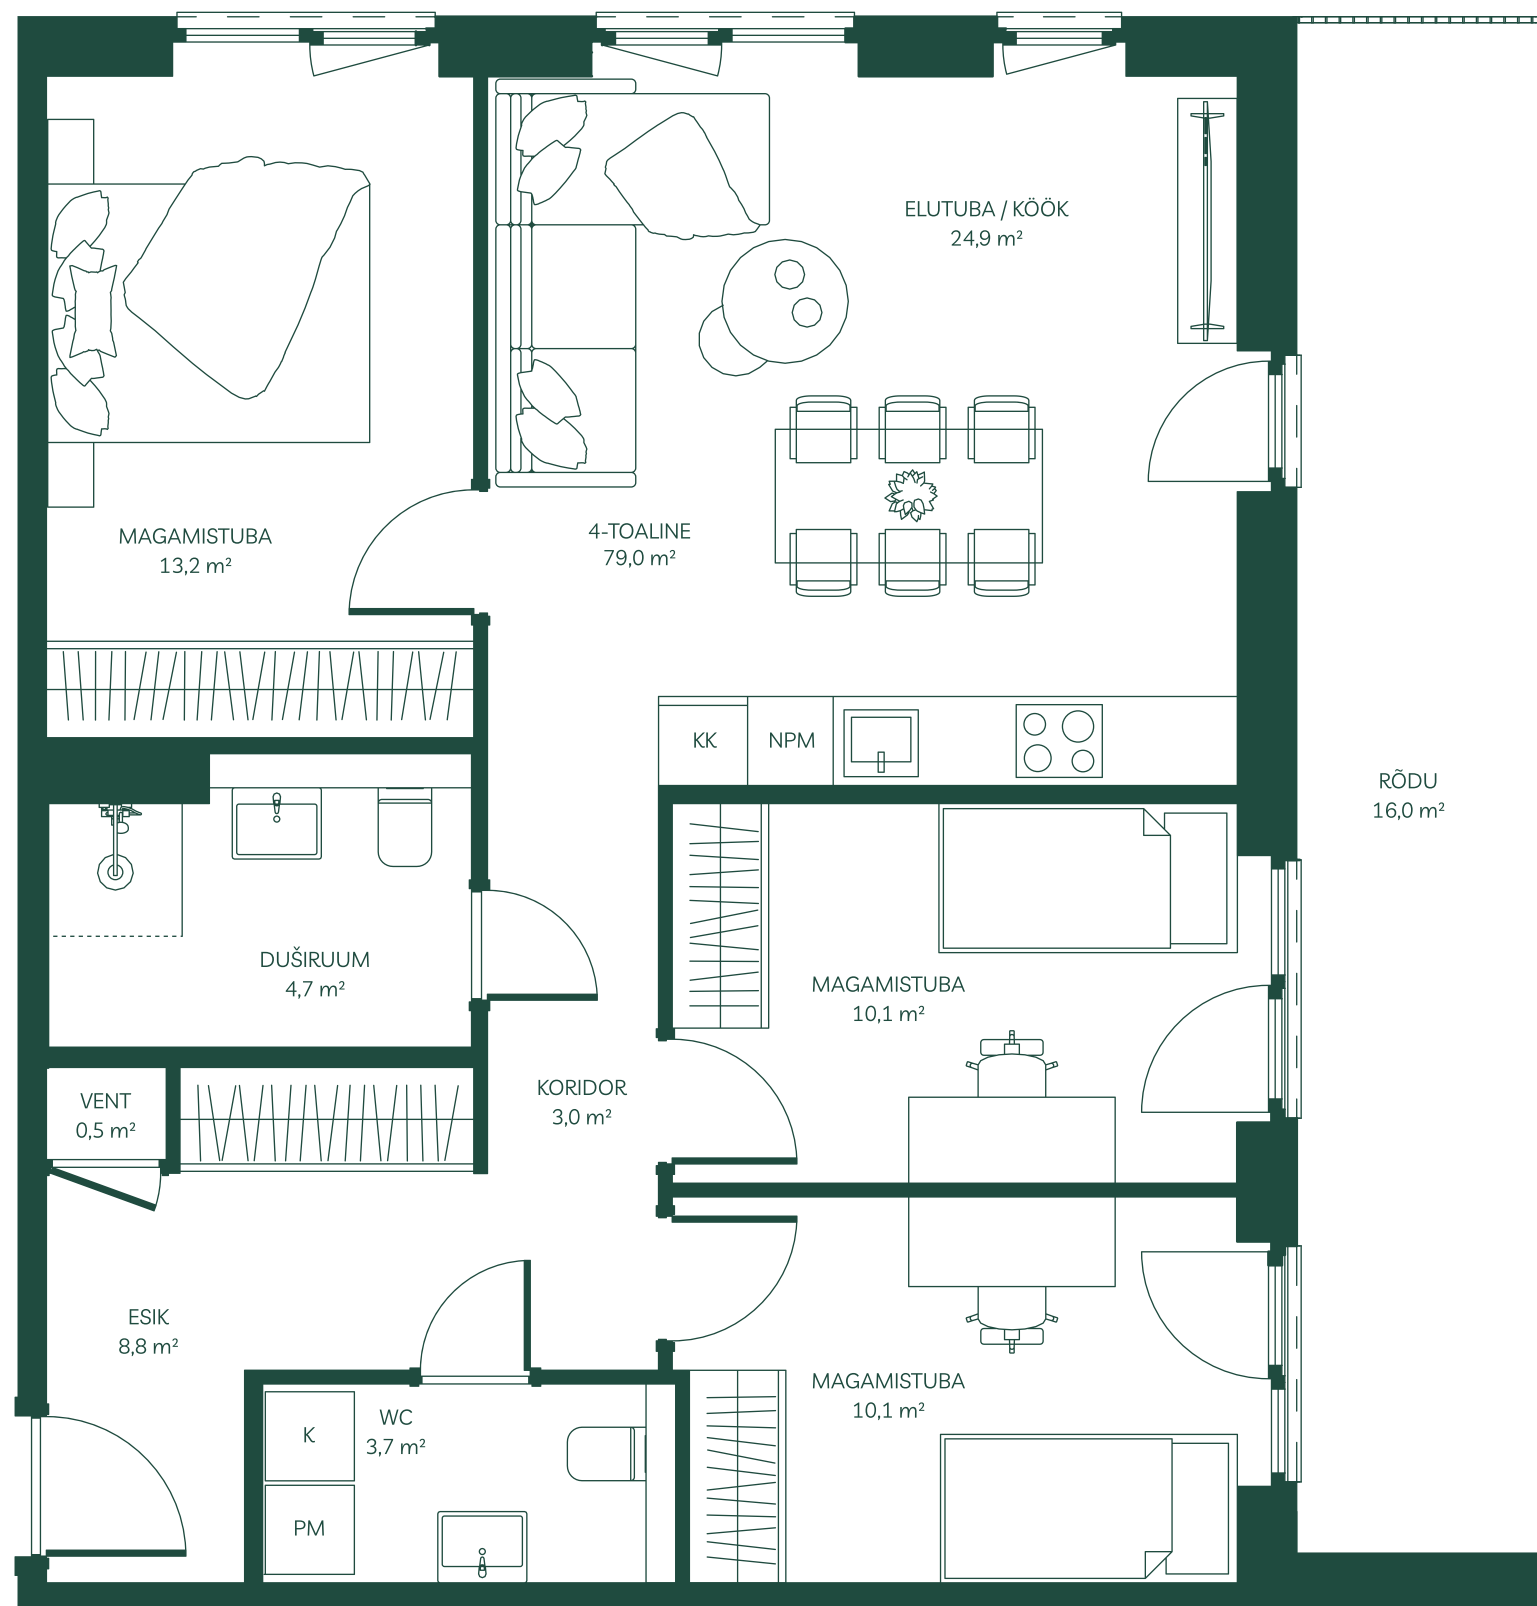 ELUTUBA / KÖÖK
24,9 m²
MAGAMISTUBA
13,2 m²
4-TOALINE
79,0 m²
KK
NPM
RÕDU
16,0 m²
DUŠIRUUM
4,7 m²
MAGAMISTUBA
10,1 m²
VENT
0,5 m²
KORIDOR
3,0 m²
ESIK
8,8 m²
MAGAMISTUBA
10,1 m²
WC
3,7 m²
K
PM